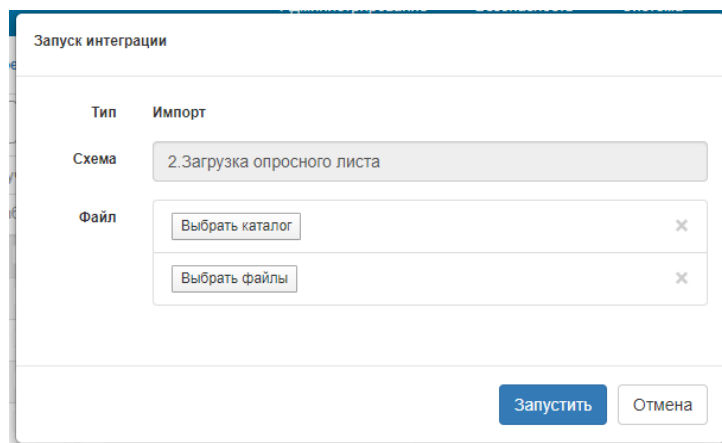 Запуск интеграции
Тип Импорт
Схема 2.Загрузка опросного листа
Файл Выбрать каталог
Выбрать файлы
Запустить Отмена